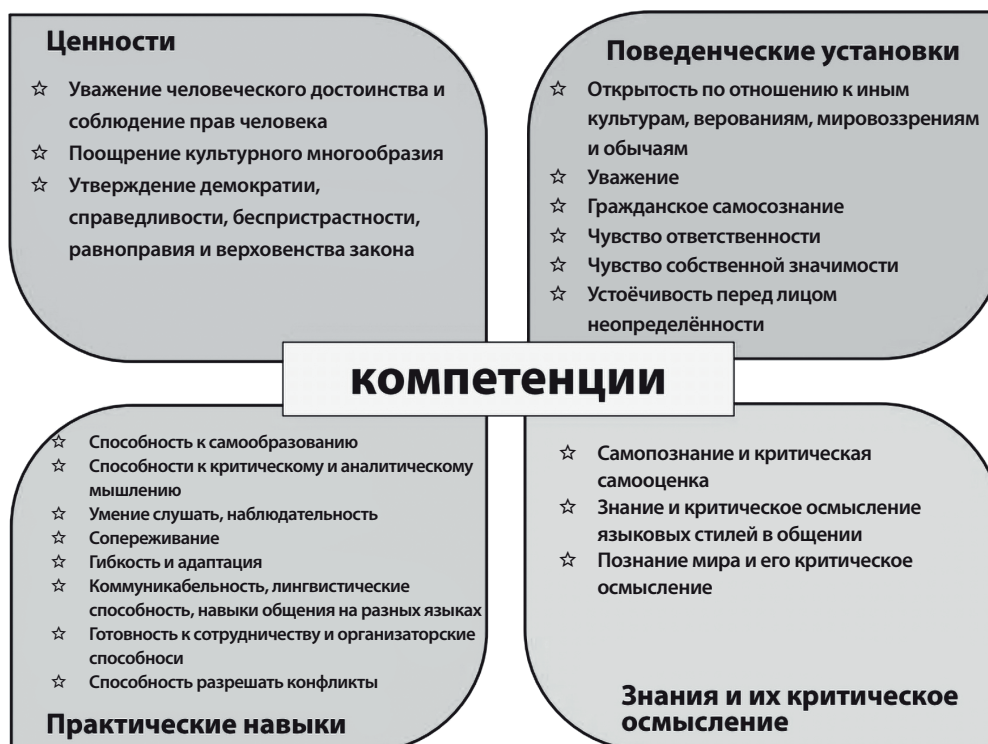 Ценности
Уважение человеческого достоинства и
соблюдение прав человека
Поощрение культурного многообразия
Утверждение демократии,
справедливости, беспристрастности,
равноправия и верховенства закона
Поведенческие установки
Открытость по отношению к иным
культурам, верованиям, мировоззрениям
и обычаям
Уважение
Гражданское самосознание
Чувство ответственности
Чувство собственной значимости
Устоёчивость перед лицом
неопределённости
компетенции
Способность к самообразованию
Способности к критическому и аналитическому
мышлению
Умение слушать, наблюдательность
Сопереживание
Гибкость и адаптация
Коммуникабельность, лингвистические
способность, навыки общения на разных языках
Готовность к сотрудничеству и организаторские
способноси
Способность разрешать конфликты
Практические навыки
Самопознание и критическая
самооценка
Знание и критическое осмысление
языковых стилей в общении
Познание мира и его критическое
осмысление
Знания и их критическое
осмысление